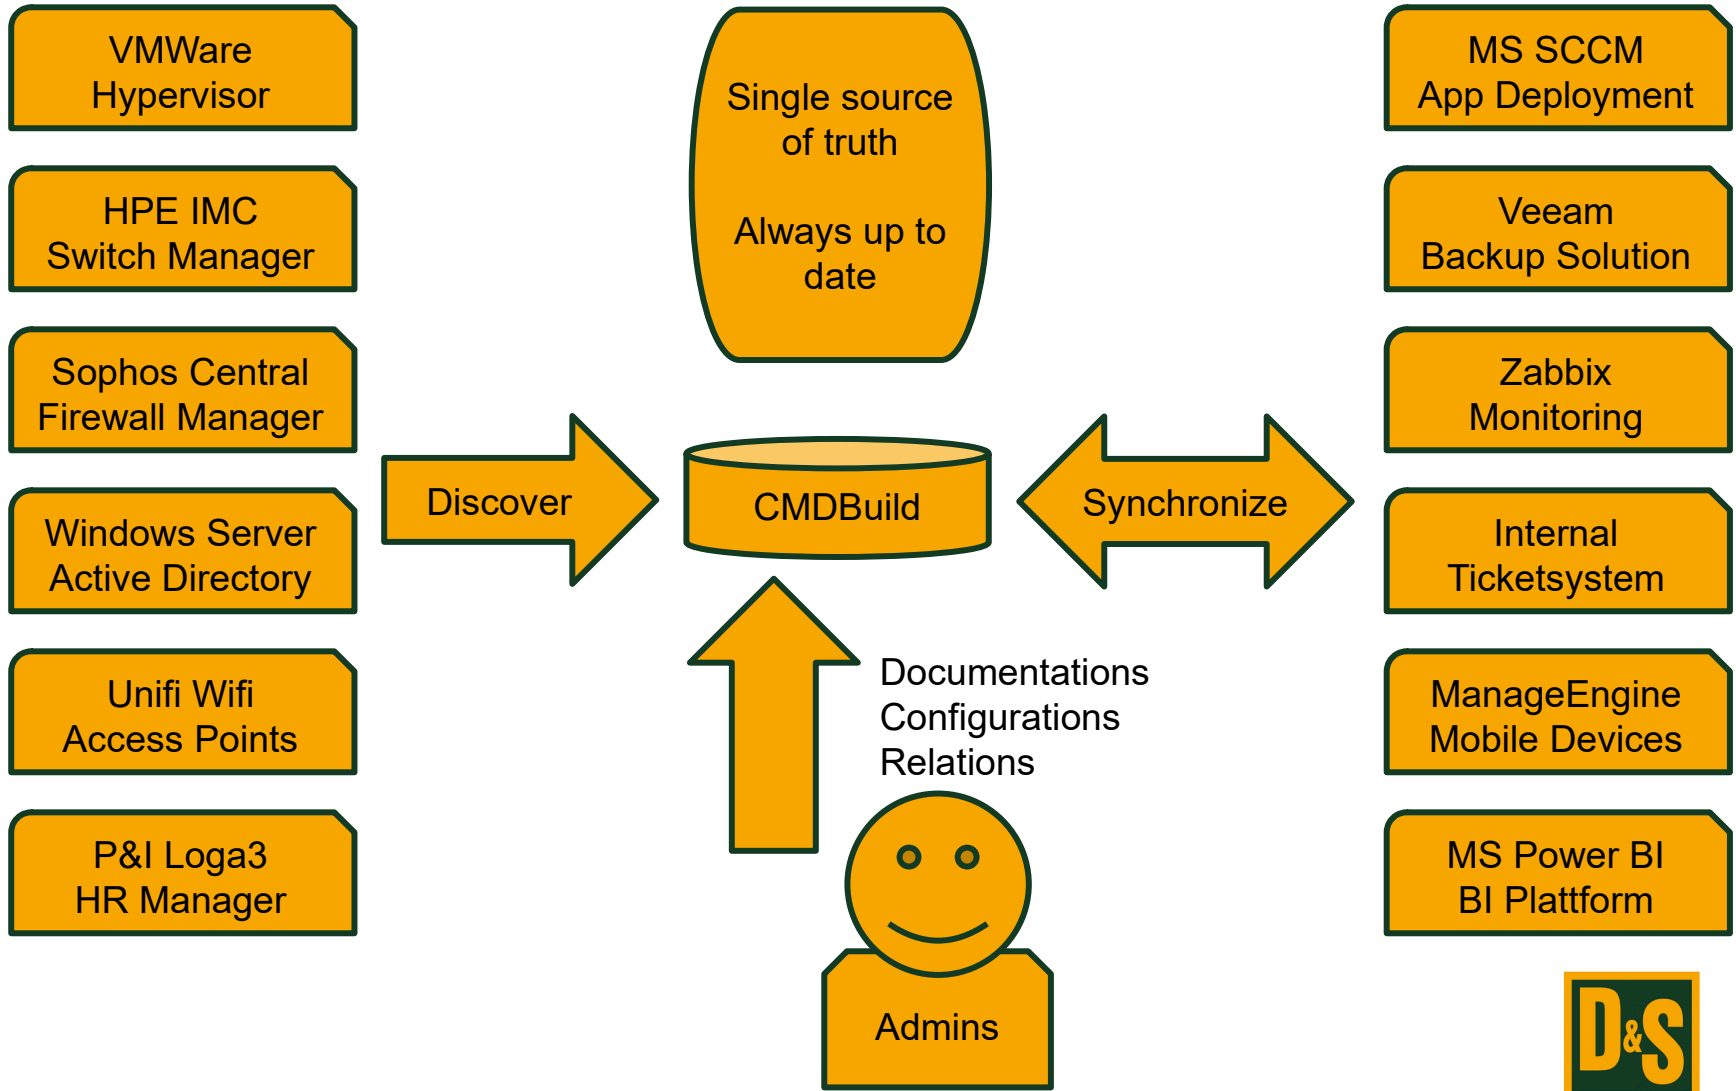 VMWare
Hypervisor
HPE IMC
Switch Manager
Sophos Central
Firewall Manager
Windows Server
Active Directory
Unifi Wifi
Access Points
P&I Loga3
HR Manager
Discover
Single source
of truth
Always up to
date
CMDBuild
Documentations
Configurations
Relations
Admins
Synchronize
MS SCCM
App Deployment
Veeam
Backup Solution
Zabbix
Monitoring
Internal
Ticketsystem
ManageEngine
Mobile Devices
MS Power BI
BI Plattform
D&S